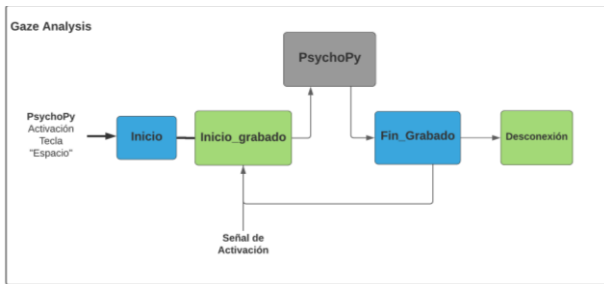 Gaze Analysis
PsychoPy
PsychoPy
Activación
Tecla
"Espacio"
Inicio
Inicio_grabado
Fin_Grabado
Desconexión
Señal de
Activación